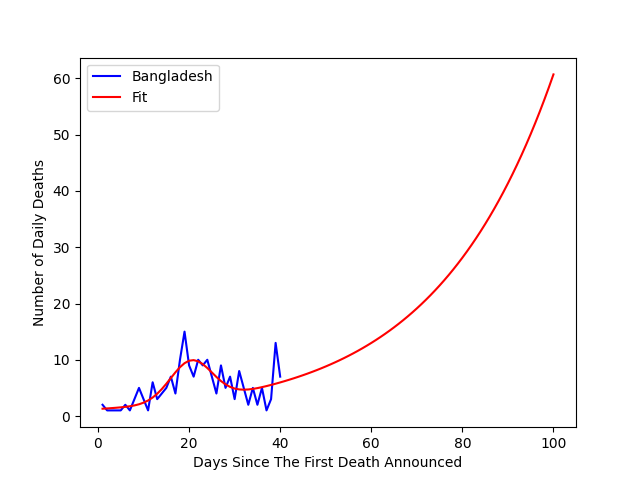 Bangladesh
Fit
60
50
40
30
20
10
0
Number of Daily Deaths
0 20 40 60 80 100
Days Since The First Death Announced